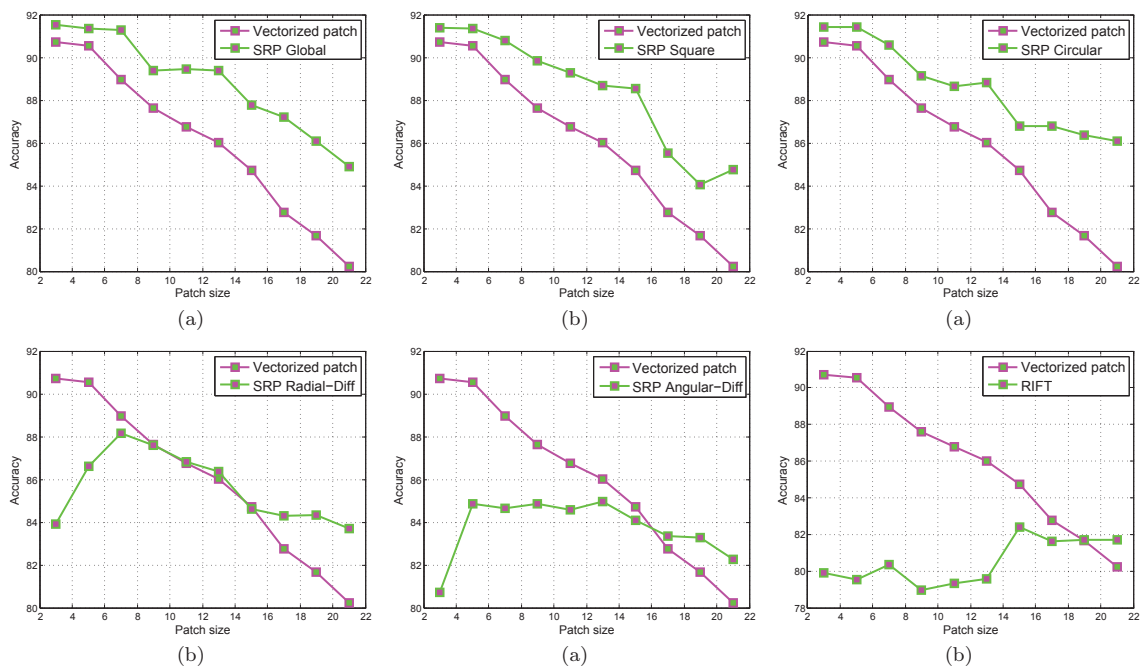 92
90
88
86
84
82
80
Accuracy
2 4 6 8 10 12 14 16 18 20 22
Patch size
Vectorized patch
SRP Global
(a)
92
90
88
86
84
82
80
Accuracy
2 4 6 8 10 12 14 16 18 20 22
Patch size
Vectorized patch
SRP Square
(b)
92
90
88
86
84
82
80
Accuracy
2 4 6 8 10 12 14 16 18 20 22
Patch size
Vectorized patch
SRP Circular
(a)
92
90
88
86
84
82
80
Accuracy
2 4 6 8 10 12 14 16 18 20 22
Patch size
Vectorized patch
SRP Radial−Diff
(b)
92
90
88
86
84
82
80
Accuracy
2 4 6 8 10 12 14 16 18 20 22
Patch size
Vectorized patch
SRP Angular−Diff
(a)
92
90
88
86
84
82
80
78
Accuracy
2 4 6 8 10 12 14 16 18 20 22
Patch size
Vectorized patch
RIFT
(b)